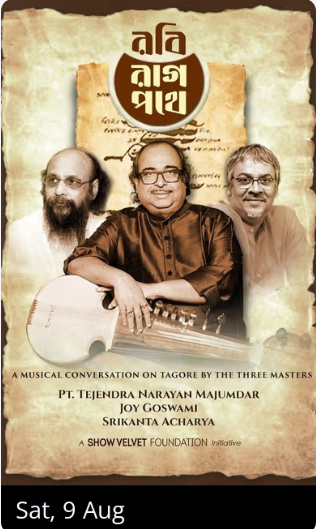 রবি
রাগ
পথে
A MUSICAL CONVERSATION ON TAGORE BY THE THREE MASTERS
PT. TEJENDRA NARAYAN MAJUMDAR
JOY GOSWAMI
SRIKANTA ACHARYA
A SHOW VELVET FOUNDATION initiative
Sat, 9 Aug